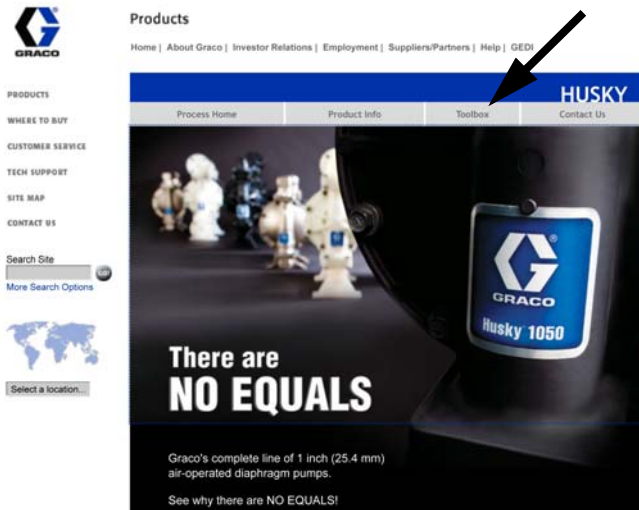 GRACO
Products
Home | About Graco | Investor Relations | Employment | Suppliers/Partners | Help | GEDI
PRODUCTS
WHERE TO BUY
CUSTOMER SERVICE
TECH SUPPORT
SITE MAP
CONTACT US
Search Site
GO!
More Search Options
Select a location...
HUSKY
Process Home
Product Info
Toolbox
Contact Us
GRACO
Husky 1050
There are
NO EQUALS
Graco's complete line of 1 inch (25.4 mm)
air-operated diaphragm pumps.
See why there are NO EQUALS!